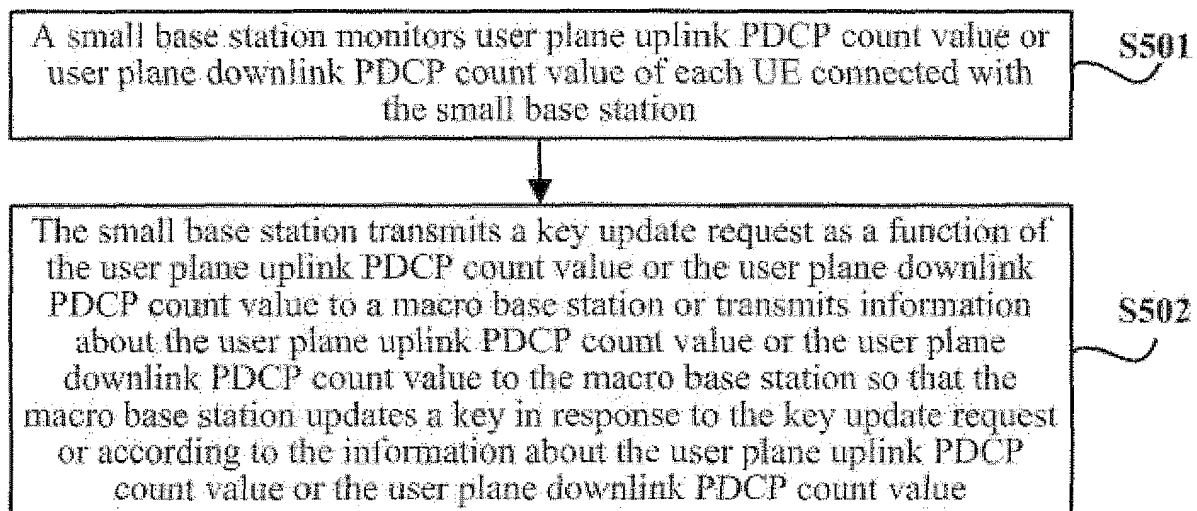 A small base station monitors user plane uplink PDCP count value or
user plane downlink PDCP count value of each UE connected with
the small base station
S501
The small base station transmits a key update request as a function of
the user plane uplink PDCP count value or the user plane downlink
PDCP count value to a macro base station or transmits information
about the user plane uplink PDCP count value or the user plane
downlink PDCP count value to the macro base station so that the
macro base station updates a key in response to the key update request
or according to the information about the user plane uplink PDCP
count value or the user plane downlink PDCP count value
S502